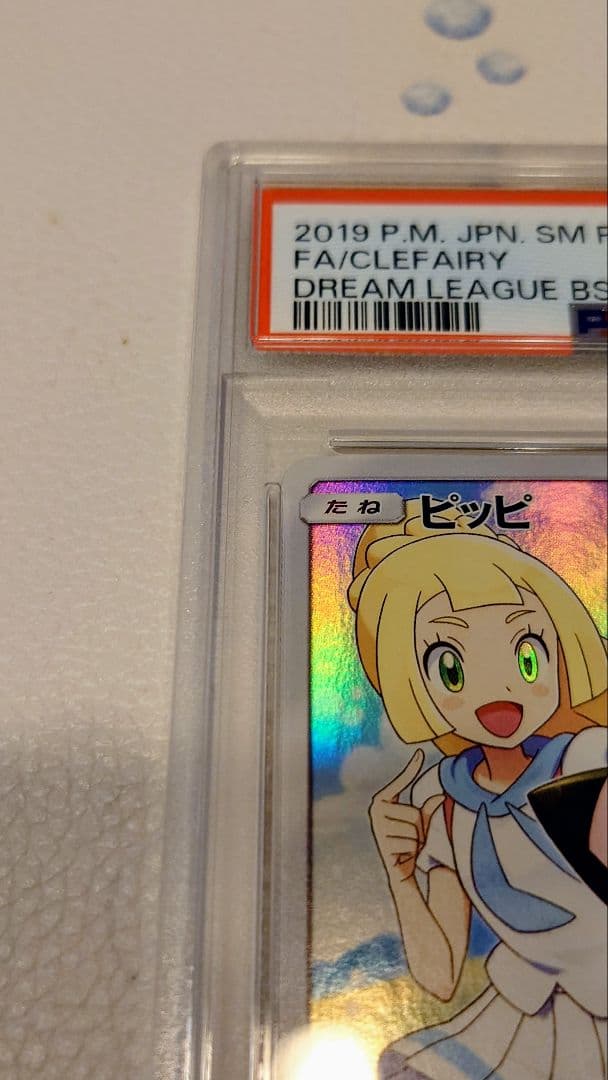 2019 P.M. JPN. SM
FA/CLEFAIRY
DREAM LEAGUE BS
たね ピッピ